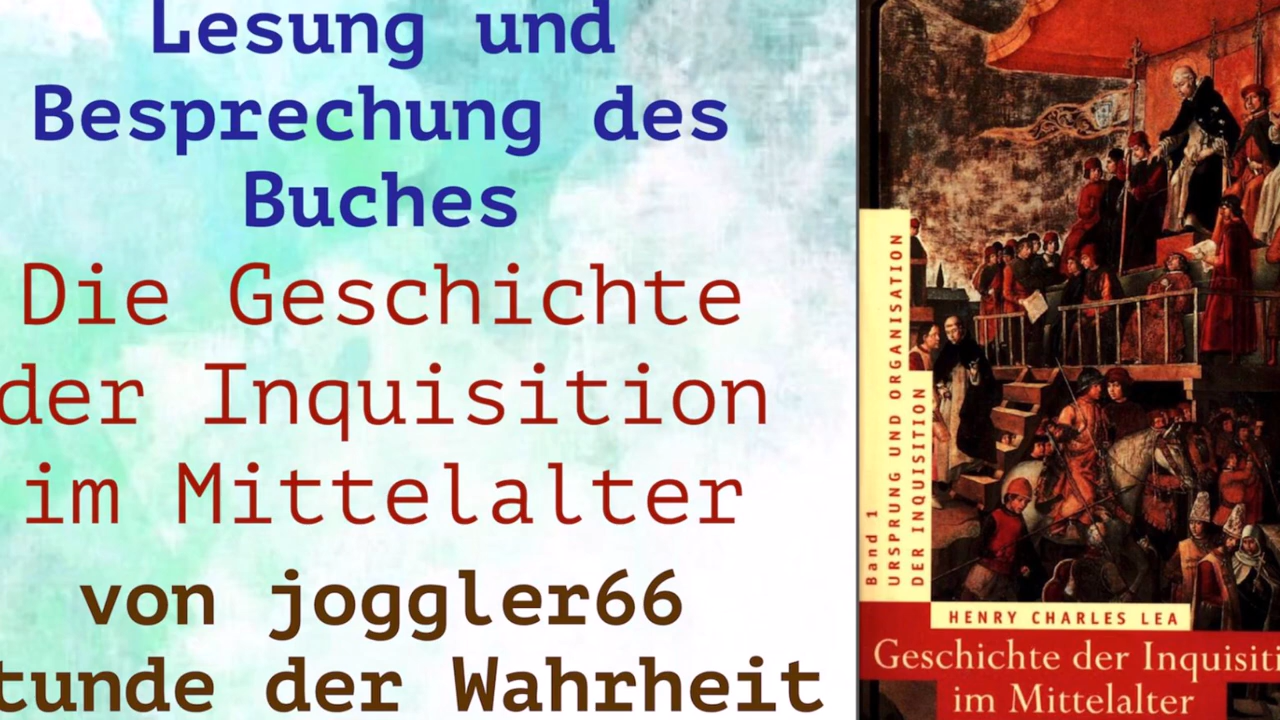 Lesung und
Besprechung des
Buches
Die Geschichte
der Inquisition
im Mittelalter
von joggler66
tunde der Wahrheit
Band 1
URSPRUNG UND ORGANISATION
DER INQUISITION
HENRY CHARLES LEA
Geschichte der Inquisiti
im Mittelalter